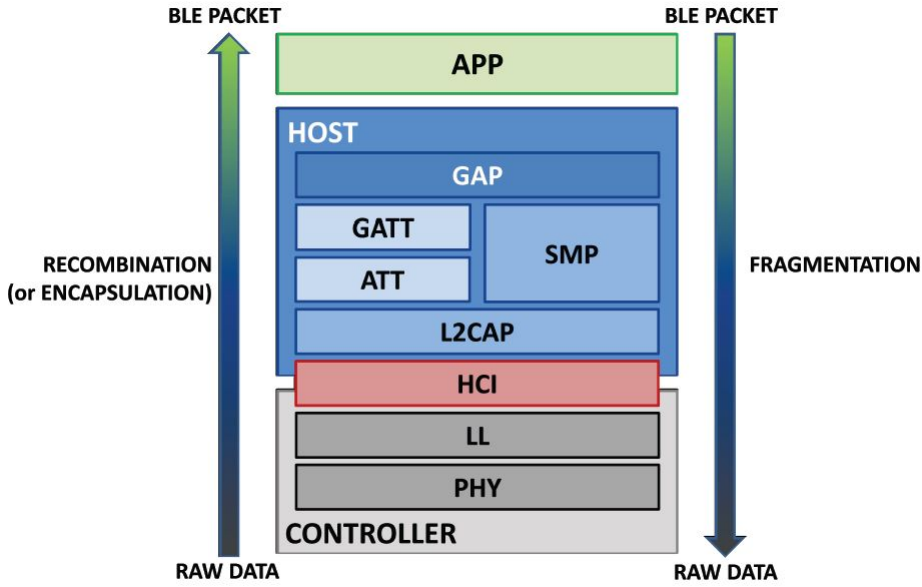 BLE PACKET
BLE PACKET
APP
HOST
GAP
GATT
SMP
ATT
RECOMBINATION
(or ENCAPSULATION)
FRAGMENTATION
L2CAP
HCI
LL
PHY
CONTROLLER
RAW DATA
RAW DATA